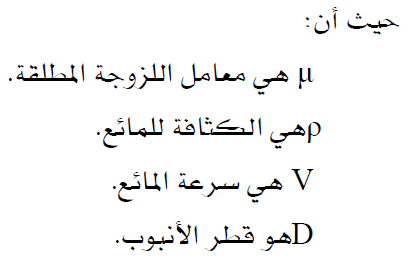 حيث أن:
μ هي معامل اللزوجة المطلقة.
ρهي الكثافة للمائع.
V هي سرعة المائع.
Dهو قطر الأنبوب.